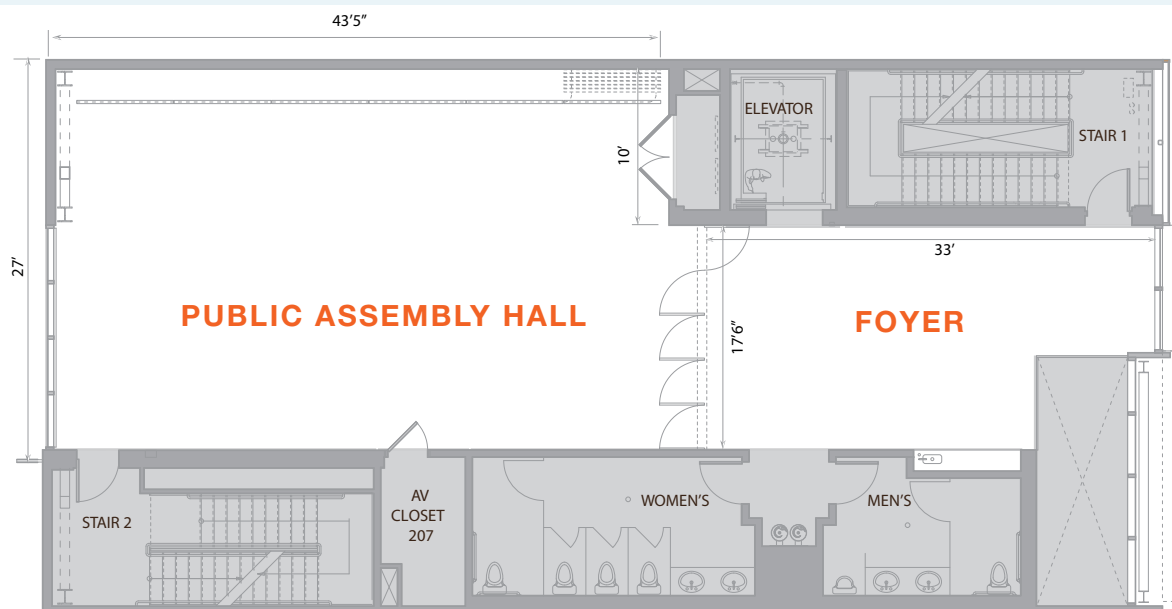 43'5”
ELEVATOR
STAIR 1
10'
27'
33'
PUBLIC ASSEMBLY HALL
FOYER
17'6”
STAIR 2
AV
CLOSET
207
WOMEN'S
MEN'S